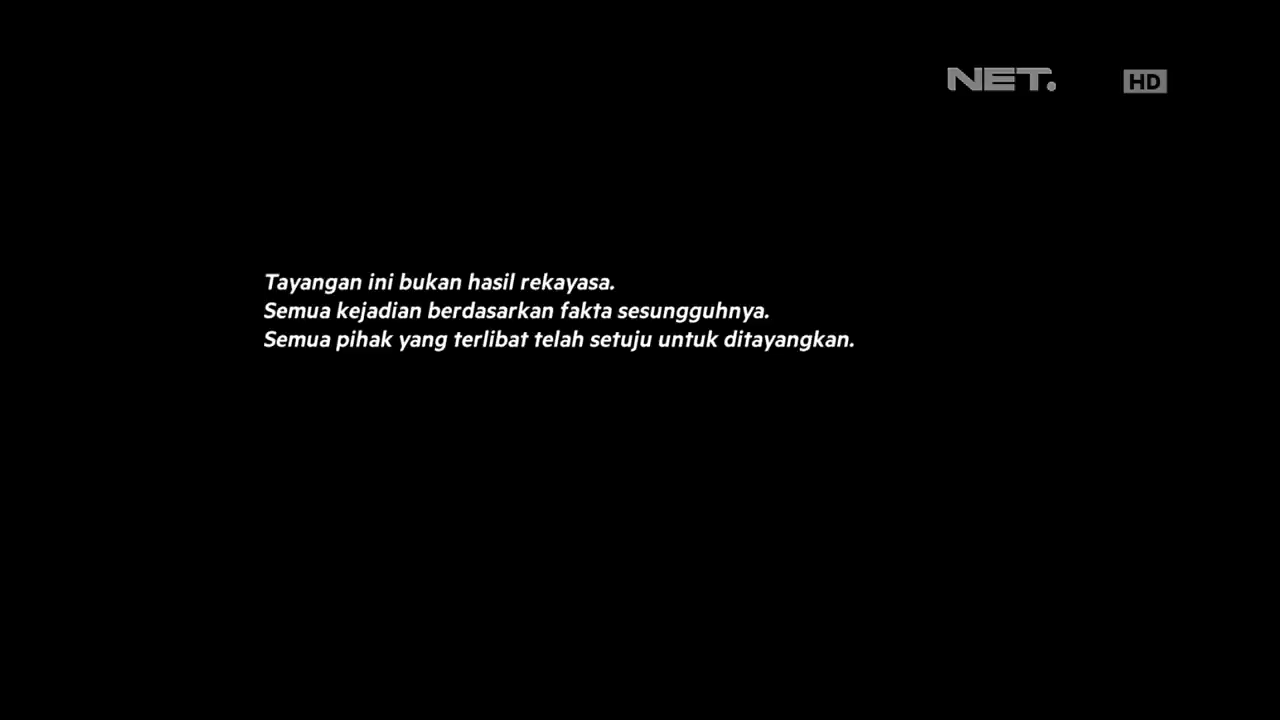 NET. HD
Tayangan ini bukan hasil rekayasa.
Semua kejadian berdasarkan fakta sesungguhnya.
Semua pihak yang terlibat telah setuju untuk ditayangkan.